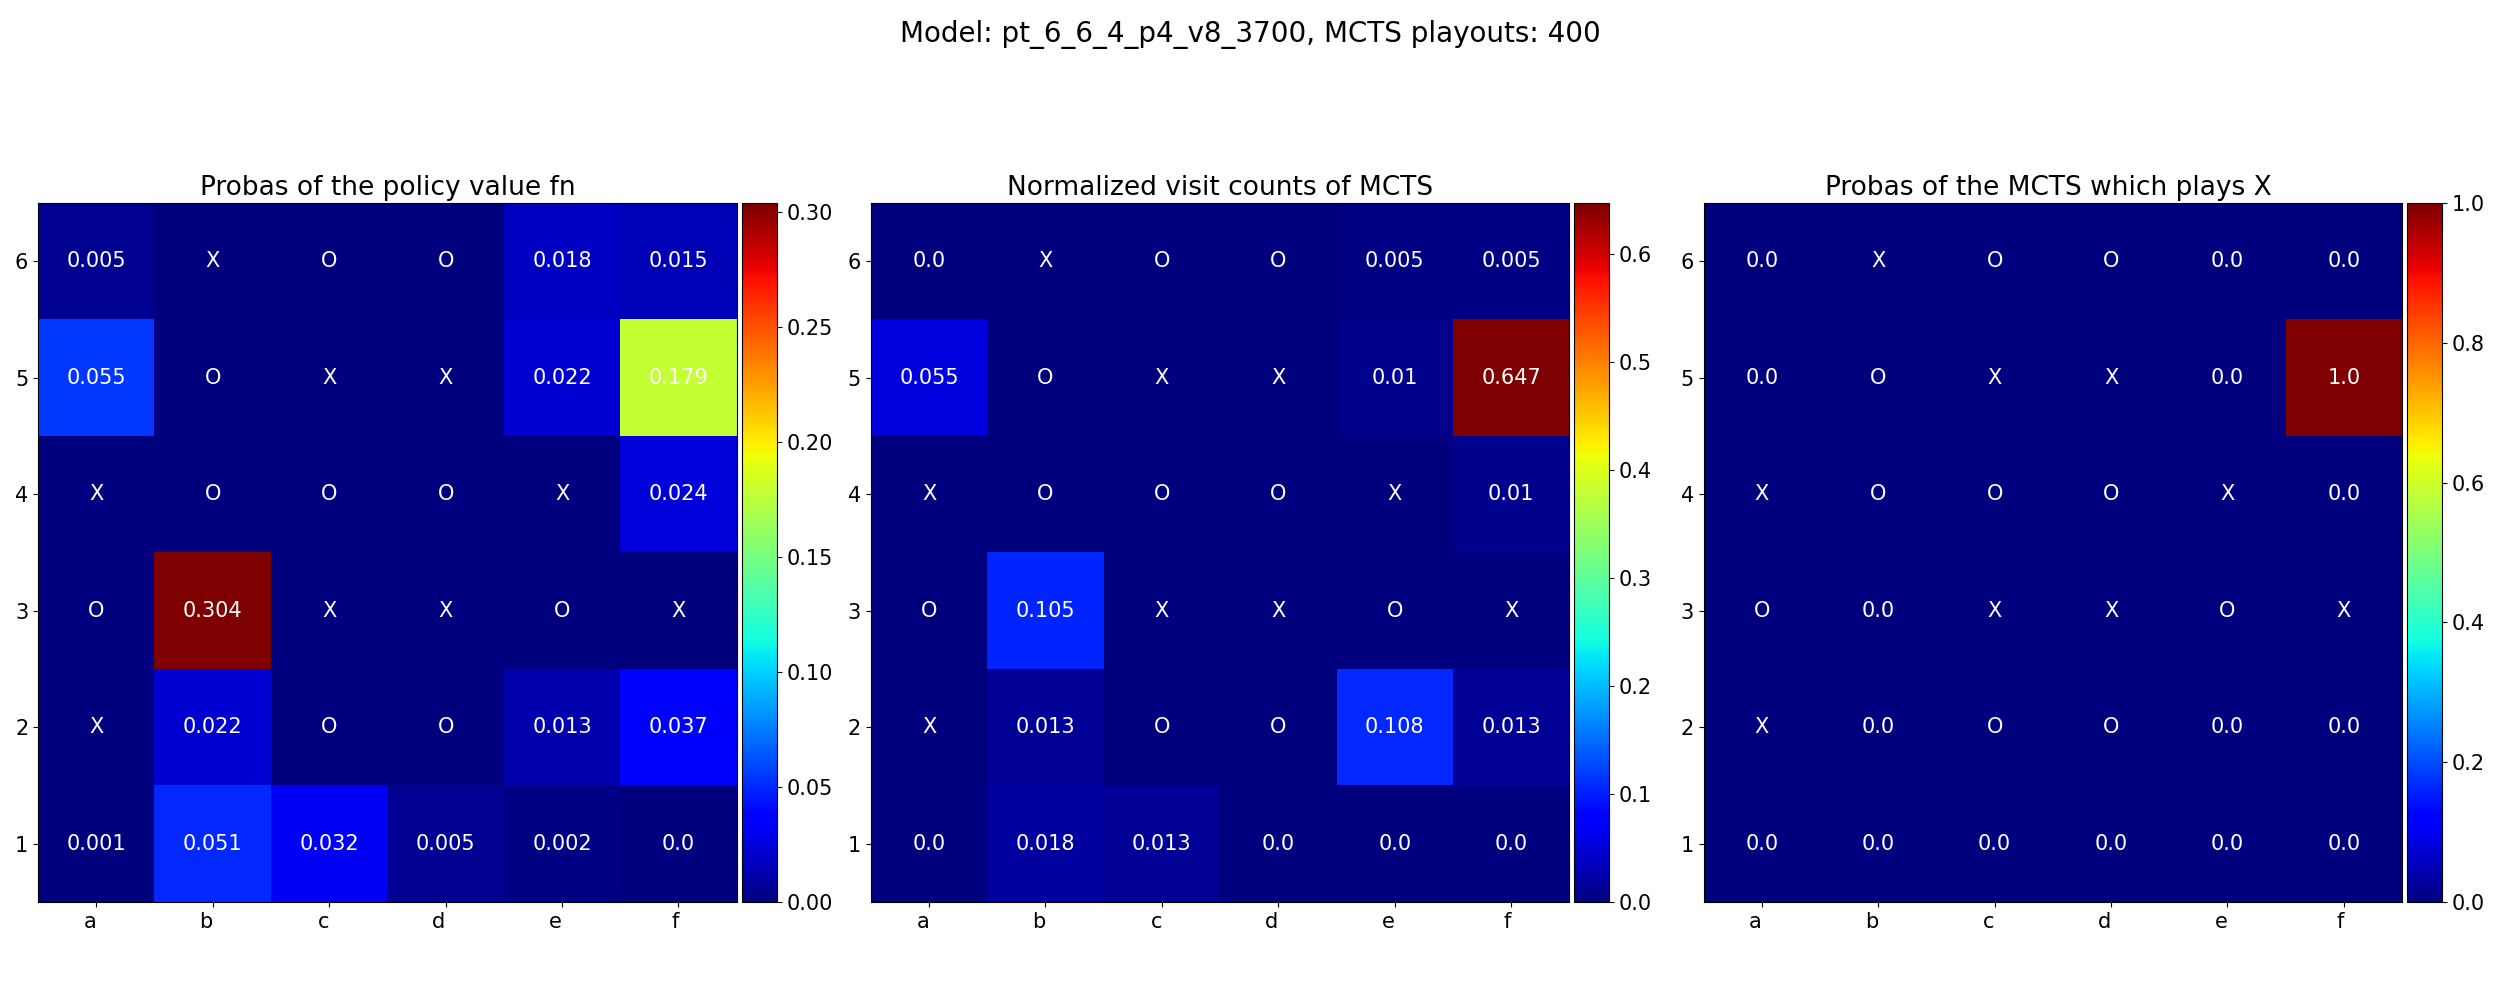 Model: pt_6_6_4_p4_v8_3700, MCTS playouts: 400
Probas of the policy value fn
6 0.005 X O O 0.018 0.015
5 0.055 O X X 0.022 0.179
4 X O O O X 0.024
3 O 0.304 X X O X
2 X 0.022 O O 0.013 0.037
1 0.001 0.051 0.032 0.005 0.002 0.0
a b c d e f
0.30
0.25
0.20
0.15
0.10
0.05
0.00
Normalized visit counts of MCTS
6 0.0 X O O 0.005 0.005
5 0.055 O X X 0.01 0.647
4 X O O O X 0.01
3 O 0.105 X X O X
2 X 0.013 O O 0.108 0.013
1 0.0 0.018 0.013 0.0 0.0 0.0
a b c d e f
0.6
0.5
0.4
0.3
0.2
0.1
0.0
Probas of the MCTS which plays X
6 0.0 X O O 0.0 0.0
5 0.0 O X X 0.0 1.0
4 X O O O X 0.0
3 O 0.0 X X O X
2 X 0.0 O O 0.0 0.0
1 0.0 0.0 0.0 0.0 0.0 0.0
a b c d e f
1.0
0.8
0.6
0.4
0.2
0.0